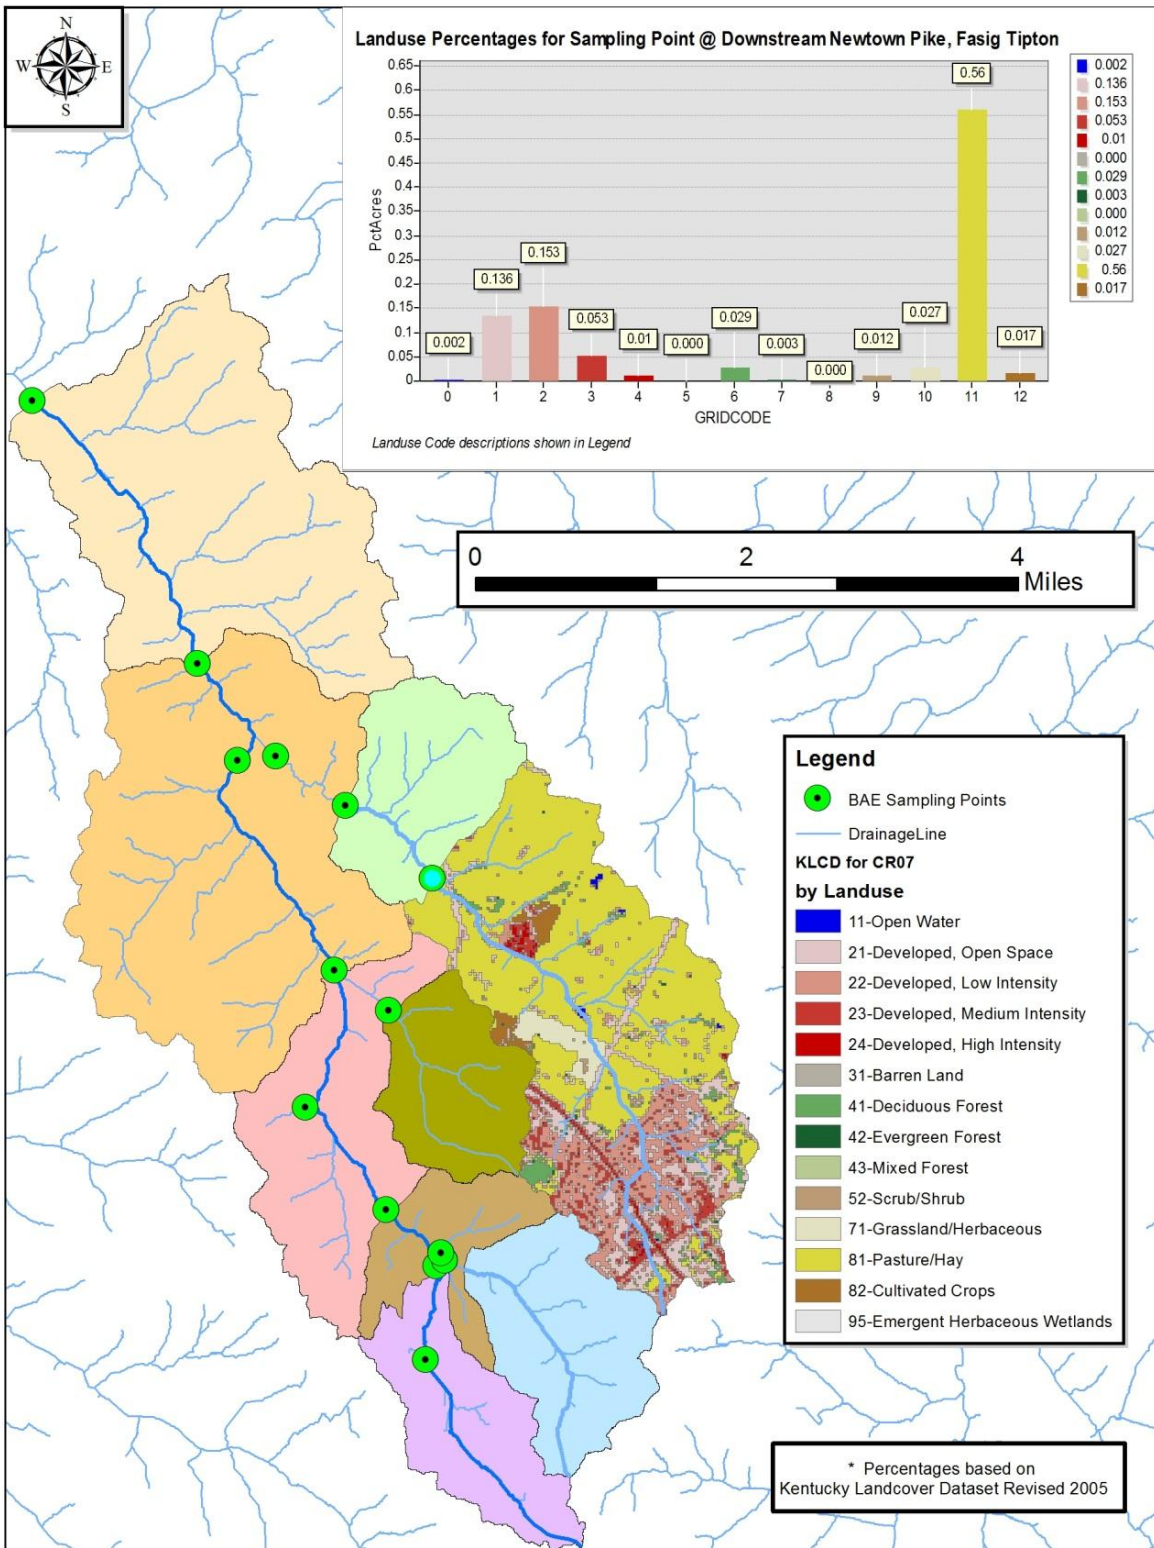 N
W E
S
Landuse Percentages for Sampling Point @ Downstream Newtown Pike, Fasig Tipton
0.65
0.6
0.55
0.5
0.45
0.4
0.35
0.3
0.25
0.2
0.15
0.1
0.05
0
PctAcres
0.002
0.136
0.153
0.053
0.01
0.000
0.029
0.003
0.000
0.012
0.027
0.56
0.017
0 1 2 3 4 5 6 7 8 9 10 11 12
GRIDCODE
Landuse Code descriptions shown in Legend
0.002
0.136
0.153
0.053
0.01
0.000
0.029
0.003
0.000
0.012
0.027
0.56
0.017
0 2 4
Miles
Legend
BAE Sampling Points
DrainageLine
KLCD for CR07
by Landuse
11-Open Water
21-Developed, Open Space
22-Developed, Low Intensity
23-Developed, Medium Intensity
24-Developed, High Intensity
31-Barren Land
41-Deciduous Forest
42-Evergreen Forest
43-Mixed Forest
52-Scrub/Shrub
71-Grassland/Herbaceous
81-Pasture/Hay
82-Cultivated Crops
95-Emergent Herbaceous Wetlands
* Percentages based on
Kentucky Landcover Dataset Revised 2005